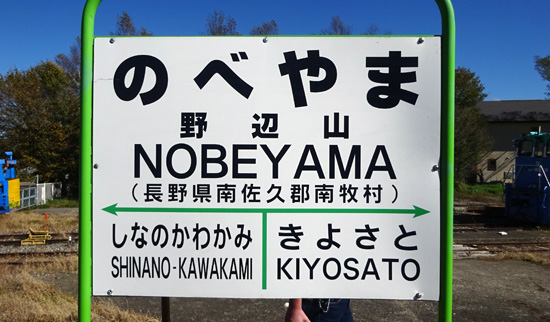 のべやま
野辺山
NOBEYAMA
（長野県南佐久郡南牧村）
しなのかわかみ
SHINANO-KAWAKAMI
きよさと
KIYOSATO